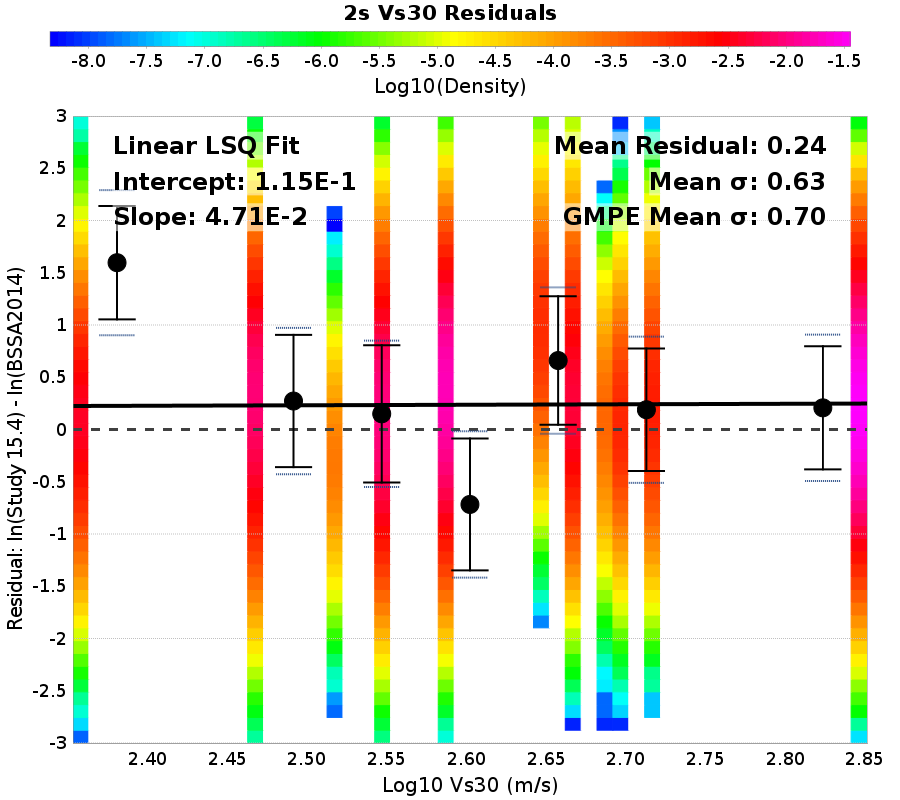 2s Vs30 Residuals
-8.0 -7.5 -7.0 -6.5 -6.0 -5.5 -5.0 -4.5 -4.0 -3.5 -3.0 -2.5 -2.0 -1.5
Log10(Density)
Linear LSQ Fit
Intercept: 1.15E-1
Slope: 4.71E-2
Mean Residual: 0.24
Mean σ: 0.63
GMPE Mean σ: 0.70
Residual: ln(Study 15.4) - ln(BSSA2014)
3
2.5
2
1.5
1
0.5
0
-0.5
-1
-1.5
-2
-2.5
-3
2.40 2.45 2.50 2.55 2.60 2.65 2.70 2.75 2.80 2.85
Log10 Vs30 (m/s)